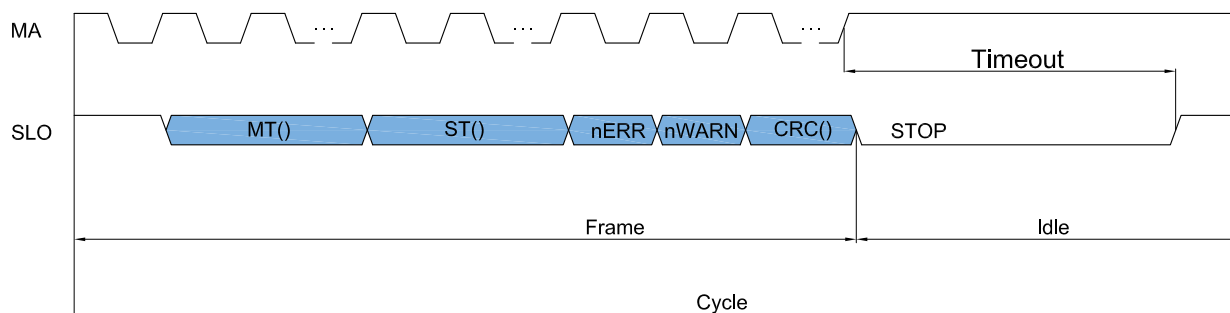 MA
... ... ...
Timeout
SLO
MT() ST() nERR nWARN CRC() STOP
Frame Idle
Cycle